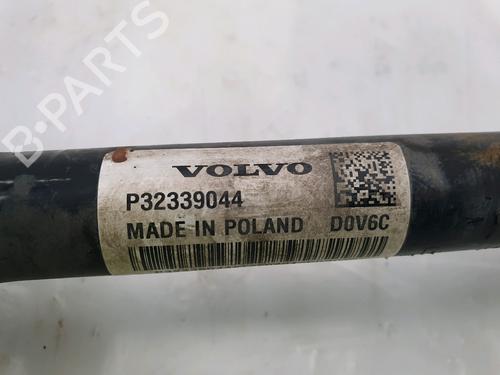 B-PARTS
VOLVO
P32339044
MADE IN POLAND D0V6C